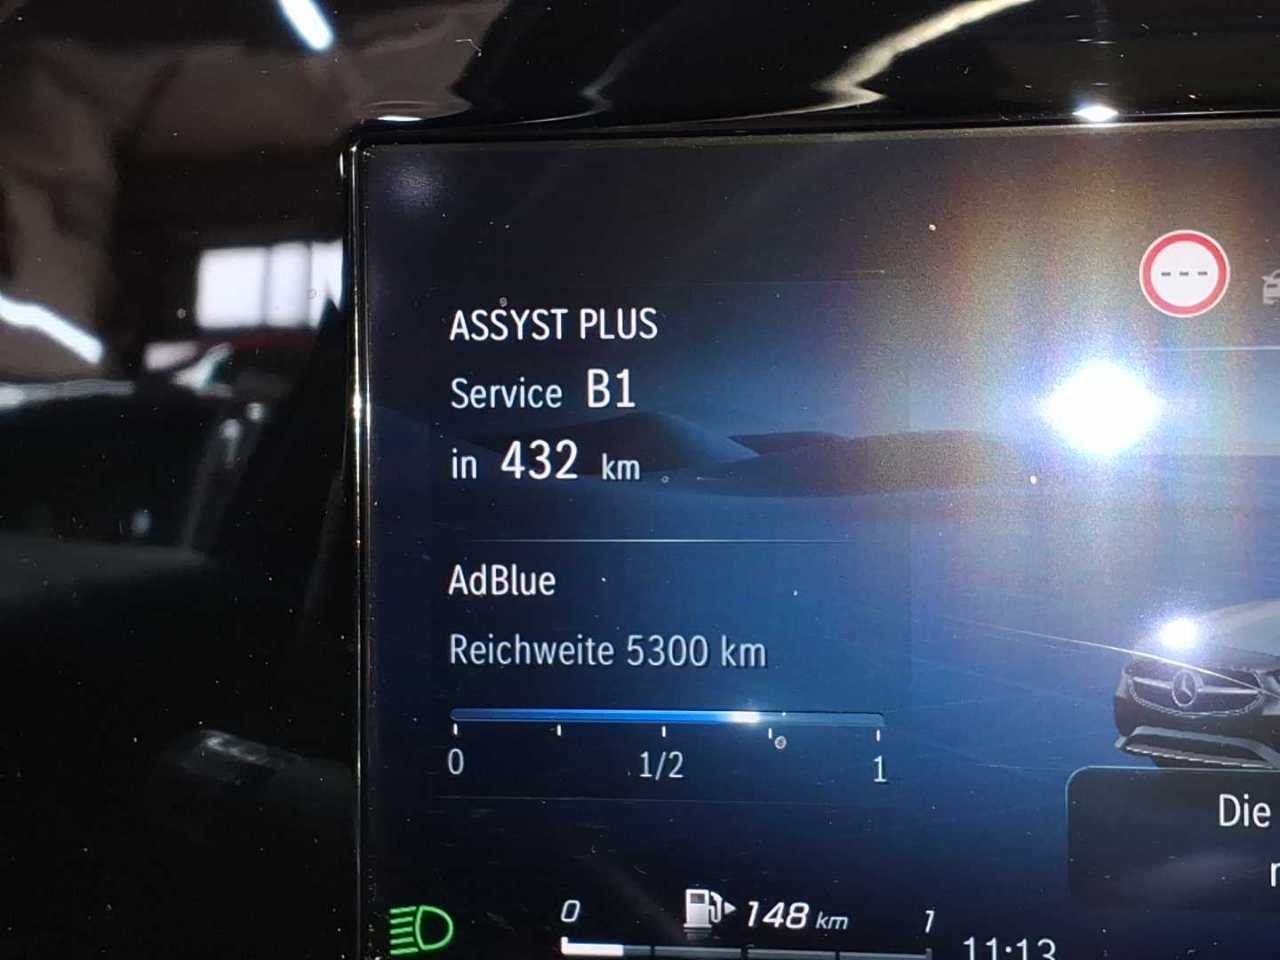 ASSYST PLUS
Service B1
in 432 km
AdBlue
Reichweite 5300 km
0 1/2 1
Die
0 148 km 1
11:13